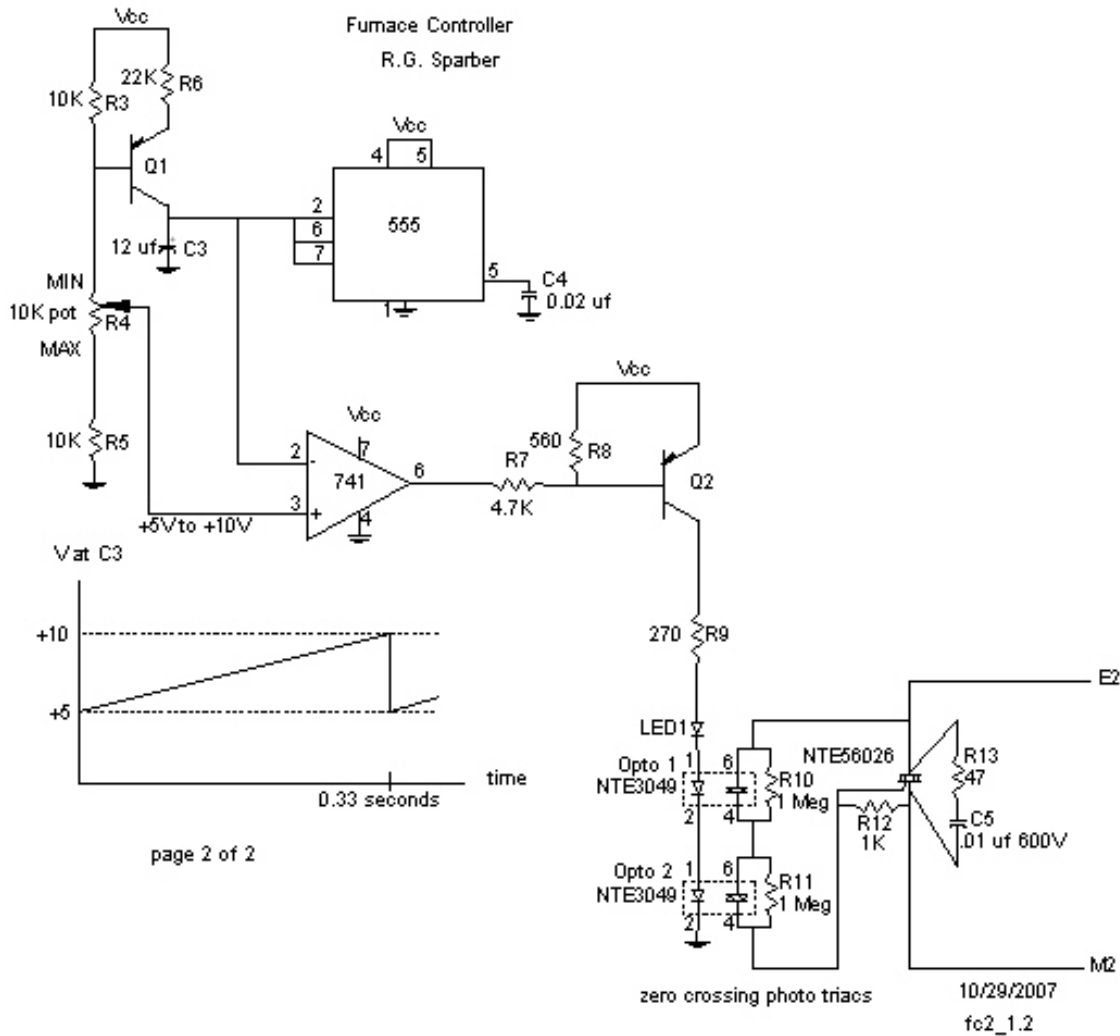 Furnace Controller
R.G. Sparber
Vcc
10K
R3
22K
R6
Q1
12 uf
C3
Vcc
4
5
2
6
7
555
5
1
C4
0.02 uf
MIN
10K pot
R4
MAX
10K
R5
+5V to +10V
Vcc
7
2
-
741
6
3
+
4
R7
4.7K
Vcc
560
R8
Q2
V at C3
+10
+5
time
0.33 seconds
page 2 of 2
270
R9
LED1
Opto 1
NTE3049
1
2
6
4
R10
1 Meg
Opto 2
NTE3049
1
2
6
4
R11
1 Meg
E2
NTE56026
R13
47
R12
1K
C5
.01 uf 600V
M2
zero crossing photo triacs
10/29/2007
fc2_1.2